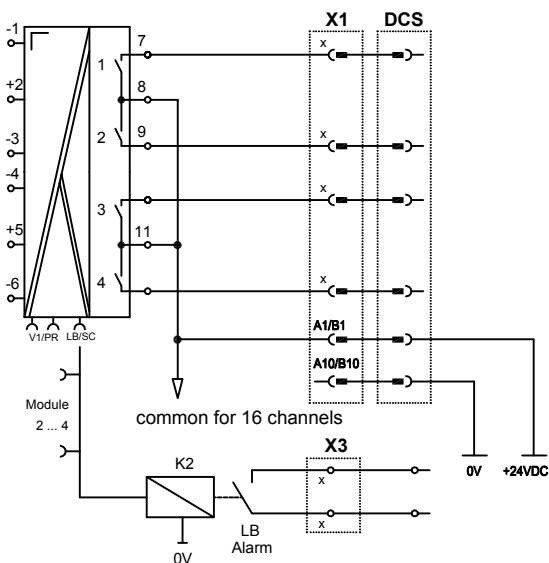 X1 DCS
-1
7
x
1
+2
8
2
9
x
-3
-4
x
3
+5
11
4
x
-6
V1/PR LB/SC
A1/B1
A10/B10
Module
2 ... 4
common for 16 channels
X3
K2
0V +24VDC
x
LB
Alarm
x
0V